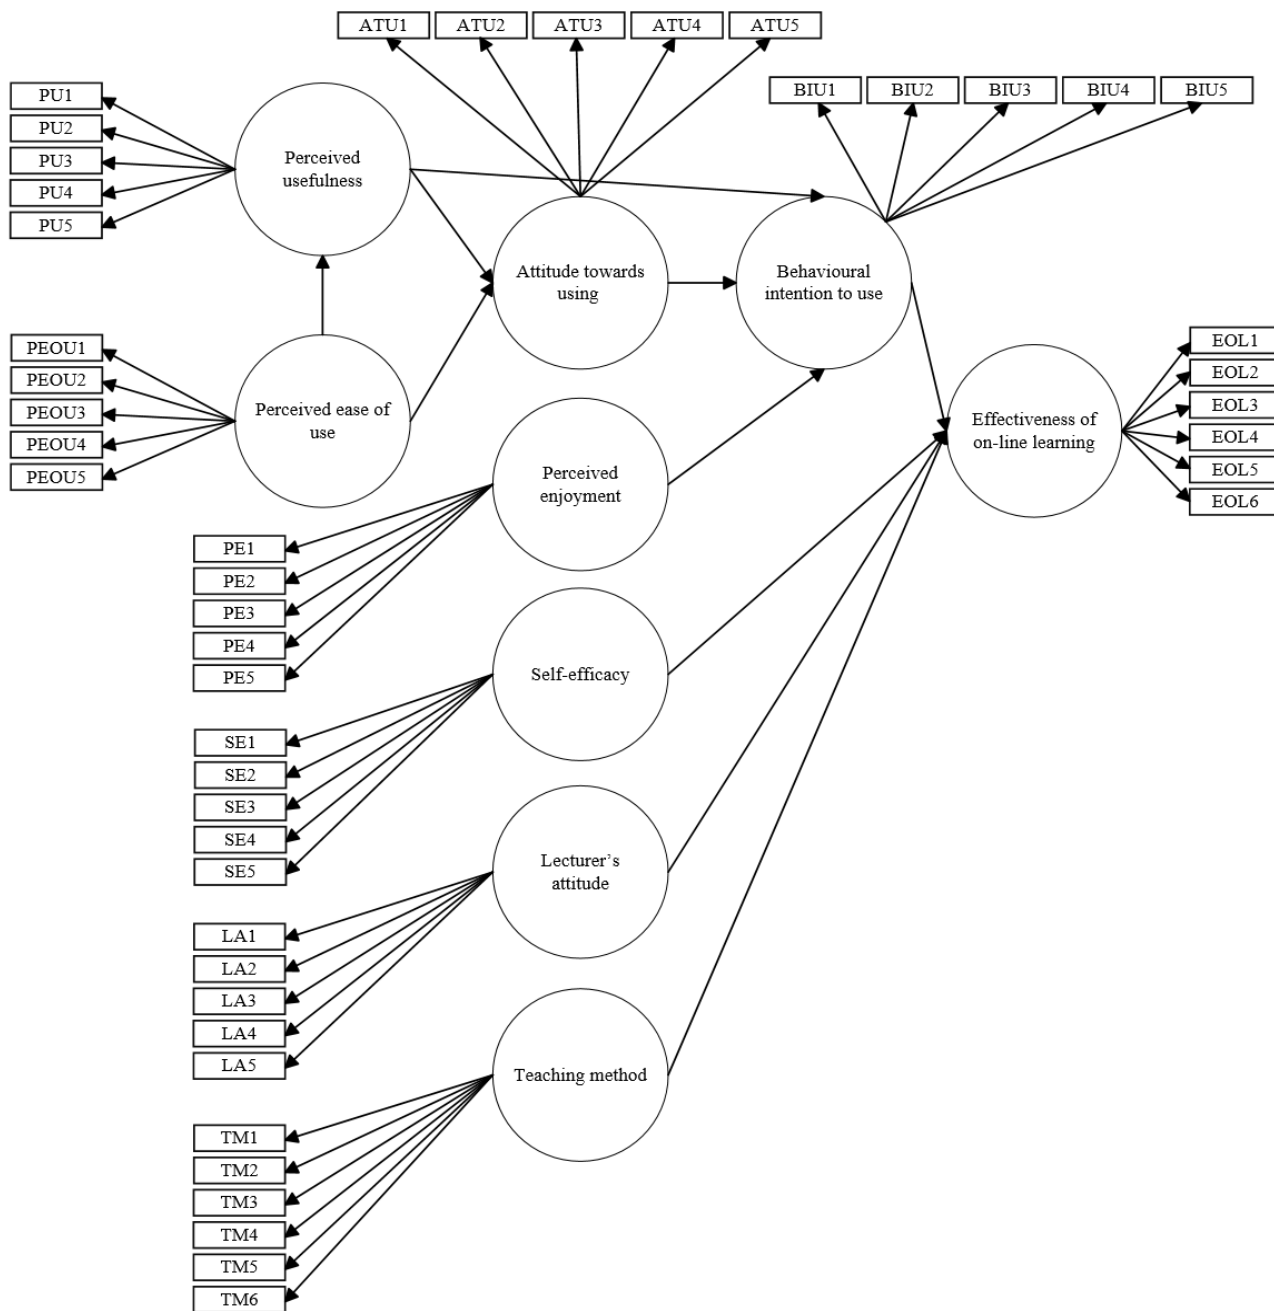 ATU1
ATU2
ATU3
ATU4
ATU5
BIU1
BIU2
BIU3
BIU4
BIU5
PU1
PU2
PU3
PU4
PU5
Perceived
usefulness
Attitude towards
using
Behavioural
intention to use
PEOU1
PEOU2
PEOU3
PEOU4
PEOU5
Perceived ease of
use
Effectiveness of
on-line learning
EOL1
EOL2
EOL3
EOL4
EOL5
EOL6
Perceived
enjoyment
PE1
PE2
PE3
PE4
PE5
Self-efficacy
SE1
SE2
SE3
SE4
SE5
Lecturer’s
attitude
LA1
LA2
LA3
LA4
LA5
Teaching method
TM1
TM2
TM3
TM4
TM5
TM6